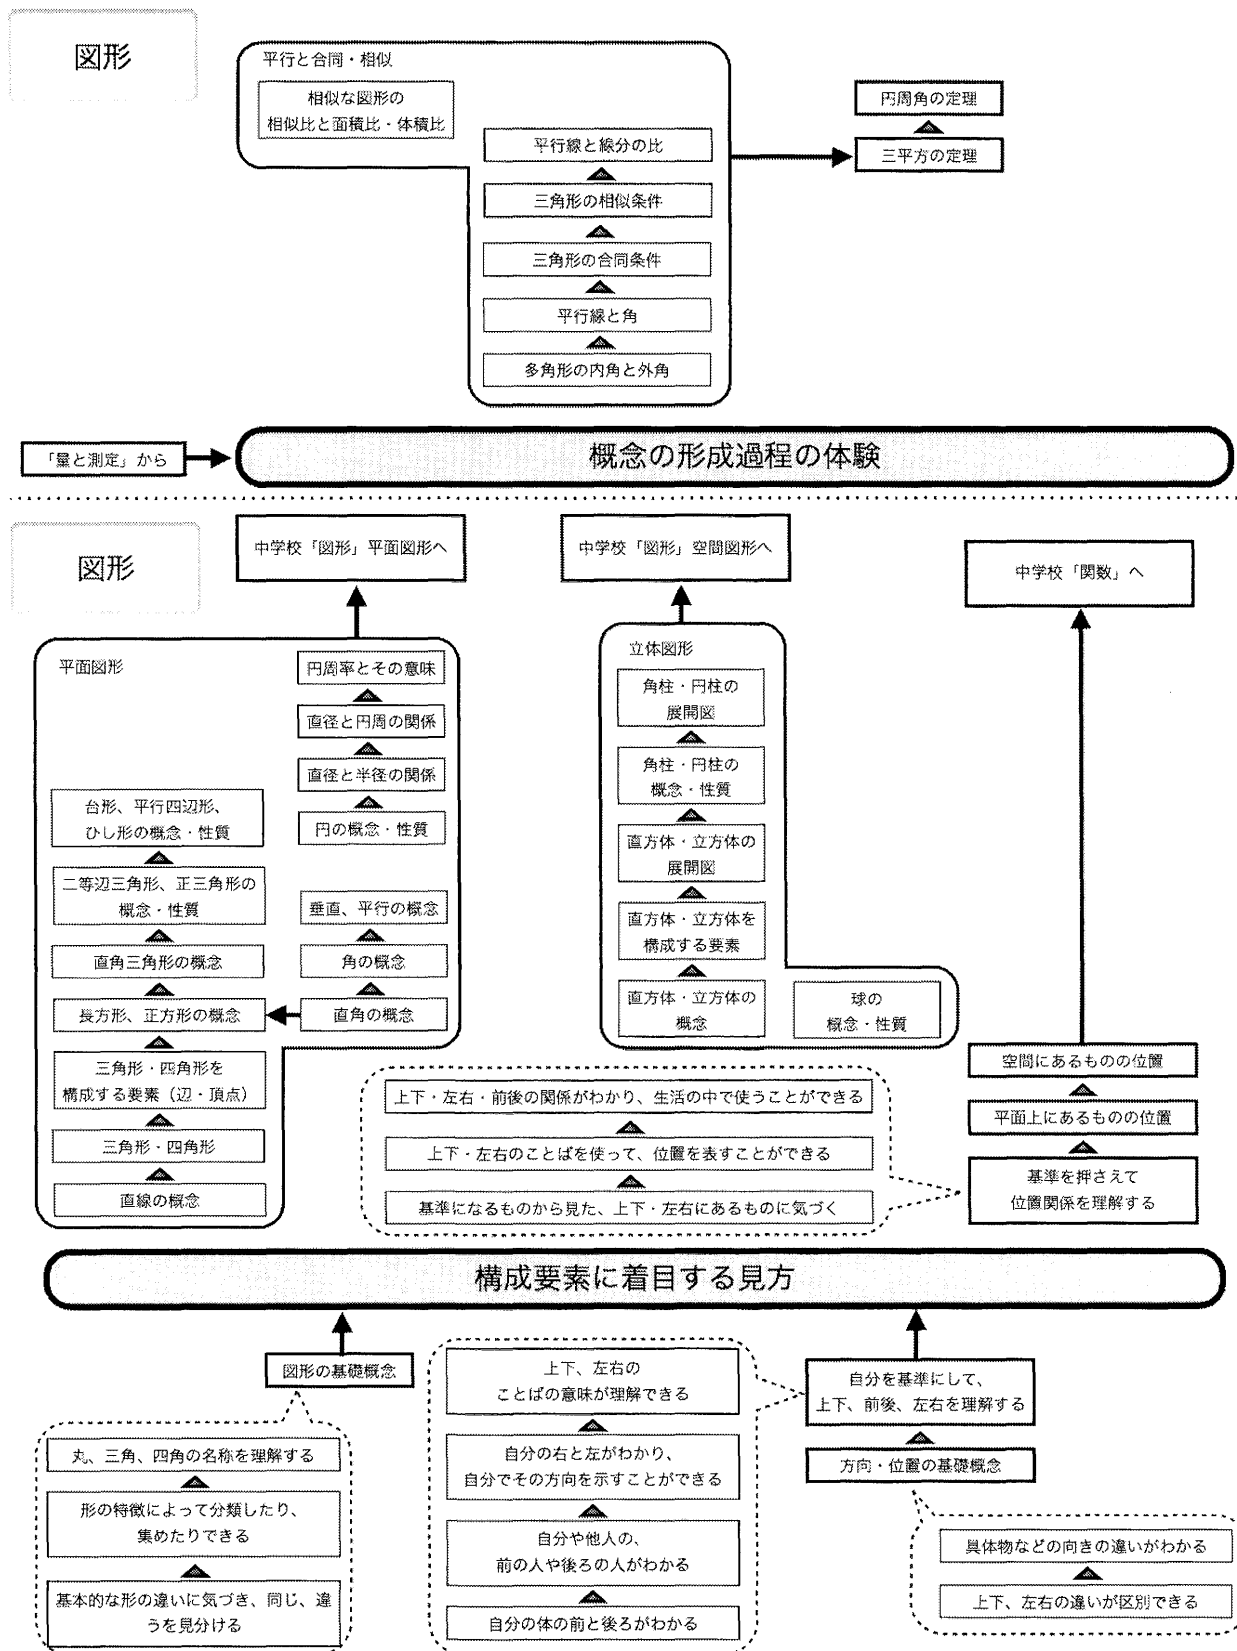 図形
平行と合同・相似
相似な図形の
相似比と面積比・体積比
平行線と線分の比
三角形の相似条件
三角形の合同条件
平行線と角
多角形の内角と外角
円周角の定理
三平方の定理
「量と測定」から
概念の形成過程の体験
図形
中学校「図形」平面図形へ
中学校「図形」空間図形へ
中学校「関数」へ
平面図形
円周率とその意味
直径と円周の関係
直径と半径の関係
円の概念・性質
台形、平行四辺形、
ひし形の概念・性質
二等辺三角形、正三角形の
概念・性質
直角三角形の概念
長方形、正方形の概念
三角形・四角形を
構成する要素（辺・頂点）
三角形・四角形
直線の概念
垂直、平行の概念
角の概念
直角の概念
立体図形
角柱・円柱の
展開図
角柱・円柱の
概念・性質
直方体・立方体の
展開図
直方体・立方体を
構成する要素
直方体・立方体の
概念
球の
概念・性質
空間にあるものの位置
平面上にあるものの位置
基準を押さえて
位置関係を理解する
上下・左右・前後の関係がわかり、生活の中で使うことができる
上下・左右のことばを使って、位置を表すことができる
基準になるものから見た、上下・左右にあるものに気づく
構成要素に着目する見方
図形の基礎概念
丸、三角、四角の名称を理解する
形の特徴によって分類したり、
集めたりできる
基本的な形の違いに気づき、同じ、違
うを見分ける
上下、左右の
ことばの意味が理解できる
自分の右と左がわかり、
自分でその方向を示すことができる
自分や他人の、
前の人や後ろの人がわかる
自分の体の前と後ろがわかる
自分を基準にして、
上下、前後、左右を理解する
方向・位置の基礎概念
具体物などの向きの違いがわかる
上下、左右の違いが区別できる